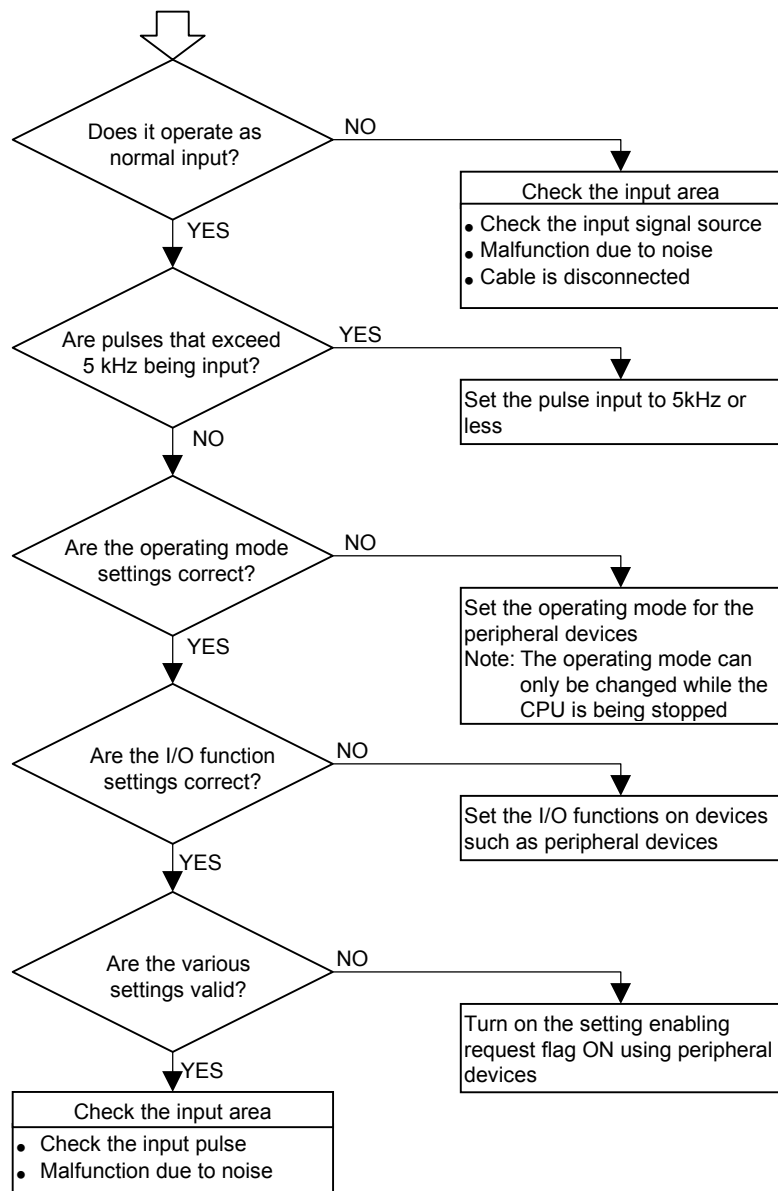 Does it operate as
normal input?
NO
Check the input area
• Check the input signal source
• Malfunction due to noise
• Cable is disconnected
YES
Are pulses that exceed
5 kHz being input?
YES
Set the pulse input to 5kHz or
less
NO
Are the operating mode
settings correct?
NO
Set the operating mode for the
peripheral devices
Note: The operating mode can
only be changed while the
CPU is being stopped
YES
Are the I/O function
settings correct?
NO
Set the I/O functions on devices
such as peripheral devices
YES
Are the various
settings valid?
NO
Turn on the setting enabling
request flag ON using peripheral
devices
YES
Check the input area
• Check the input pulse
• Malfunction due to noise